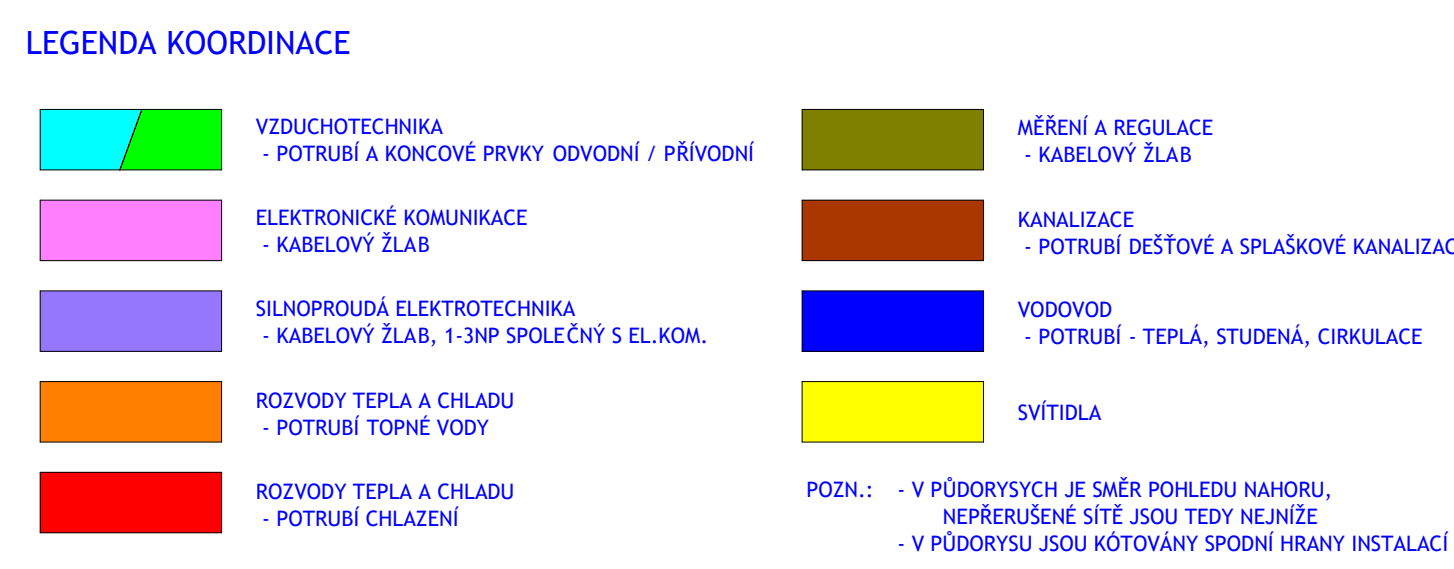 LEGENDA KOORDINACE
VZDUCHOTECHNIKA
- POTRUBÍ A KONCOVÉ PRVKY ODVODNÍ / PŘÍVODNÍ
ELEKTRONICKÉ KOMUNIKACE
- KABELOVÝ ŽLAB
SILNOPROUDÁ ELEKTROTECHNIKA
- KABELOVÝ ŽLAB, 1-3NP SPOLEČNÝ S EL.KOM.
ROZVODY TEPLA A CHLADU
- POTRUBÍ TOPNÉ VODY
ROZVODY TEPLA A CHLADU
- POTRUBÍ CHLAZENÍ
MĚŘENÍ A REGULACE
- KABELOVÝ ŽLAB
KANALIZACE
- POTRUBÍ DEŠŤOVÉ A SPLAŠKOVÉ
VODOVOD
- POTRUBÍ - TEPLÁ, STUDENÁ, CIRKULACE
SVÍTIDLA
POZN.: - V PŮDORYSYCH JE SMĚR POHLEDU NAHORU,
NEPŘERUŠENÉ SÍTĚ JSOU TEDY NEJNÍŽE
- V PŮDORYSU JSOU KÓTOVÁNY SPODNÍ HRANY INSTALACÍ